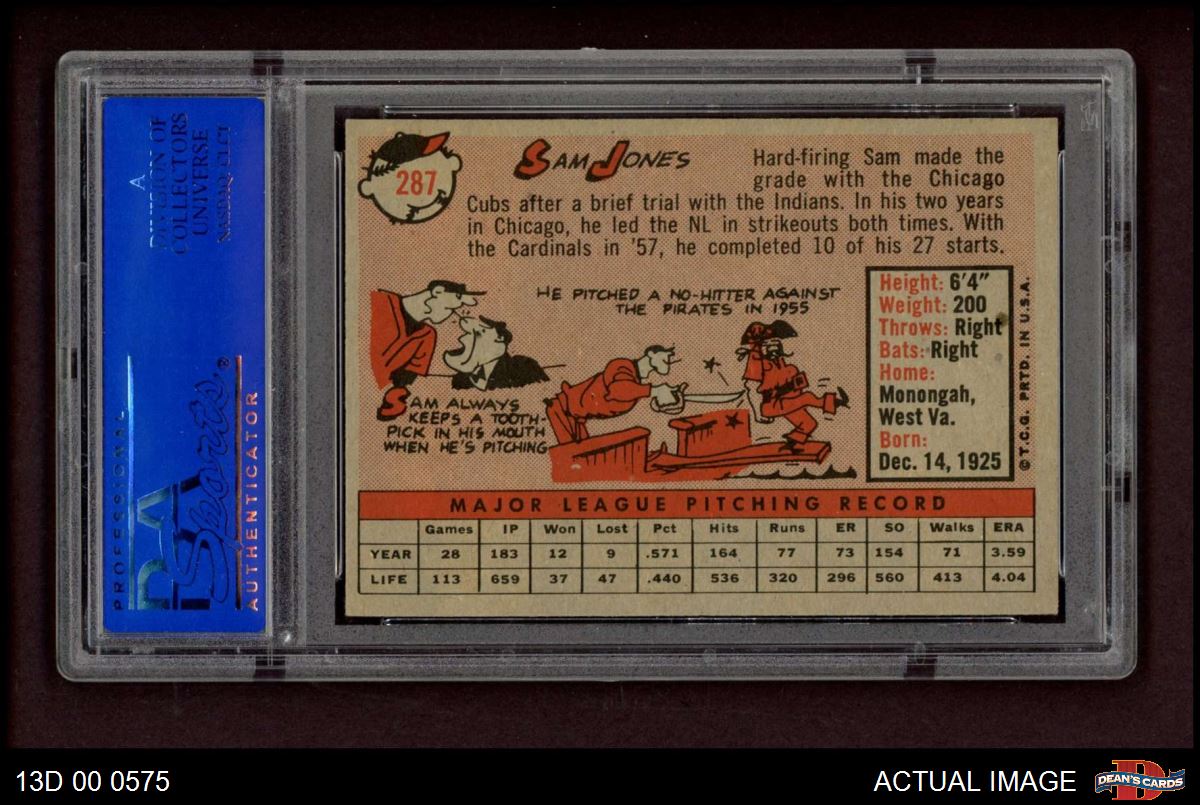 A
DIVISION OF
COLLECTORS
UNIVERSE
NASDAQ: CLCT
PROFESSIONAL
PSA
Sports®
AUTHENTICATOR
287
SAM JONES
Hard-firing Sam made the
grade with the Chicago
Cubs after a brief trial with the Indians. In his two years
in Chicago, he led the NL in strikeouts both times. With
the Cardinals in '57, he completed 10 of his 27 starts.
HE PITCHED A NO-HITTER AGAINST
THE PIRATES IN 1955
SAM ALWAYS
KEEPS A TOOTH-
PICK IN HIS MOUTH
WHEN HE'S PITCHING
Height: 6'4"
Weight: 200
Throws: Right
Bats: Right
Home:
Monongah,
West Va.
Born:
Dec. 14, 1925
© T.C.G. PRTD. IN U.S.A.
MAJOR LEAGUE PITCHING RECORD
Games IP Won Lost Pct Hits Runs ER SO Walks ERA
YEAR 28 183 12 9 .571 164 77 73 154 71 3.59
LIFE 113 659 37 47 .440 536 320 296 560 413 4.04
13D 00 0575
ACTUAL IMAGE
D
DEAN'S CARDS